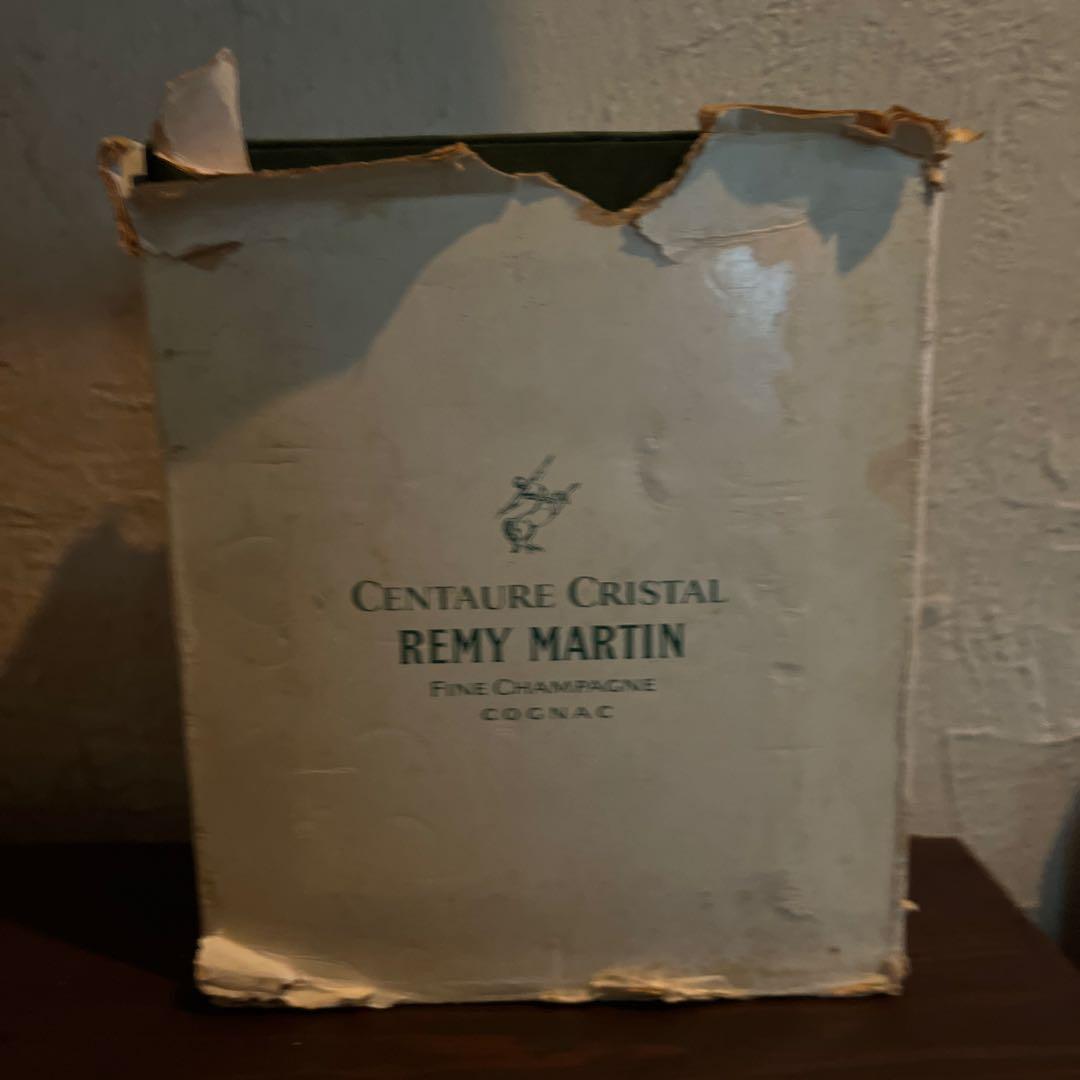 CENTAURE CRISTAL
REMY MARTIN
FINE CHAMPAGNE
COGNAC